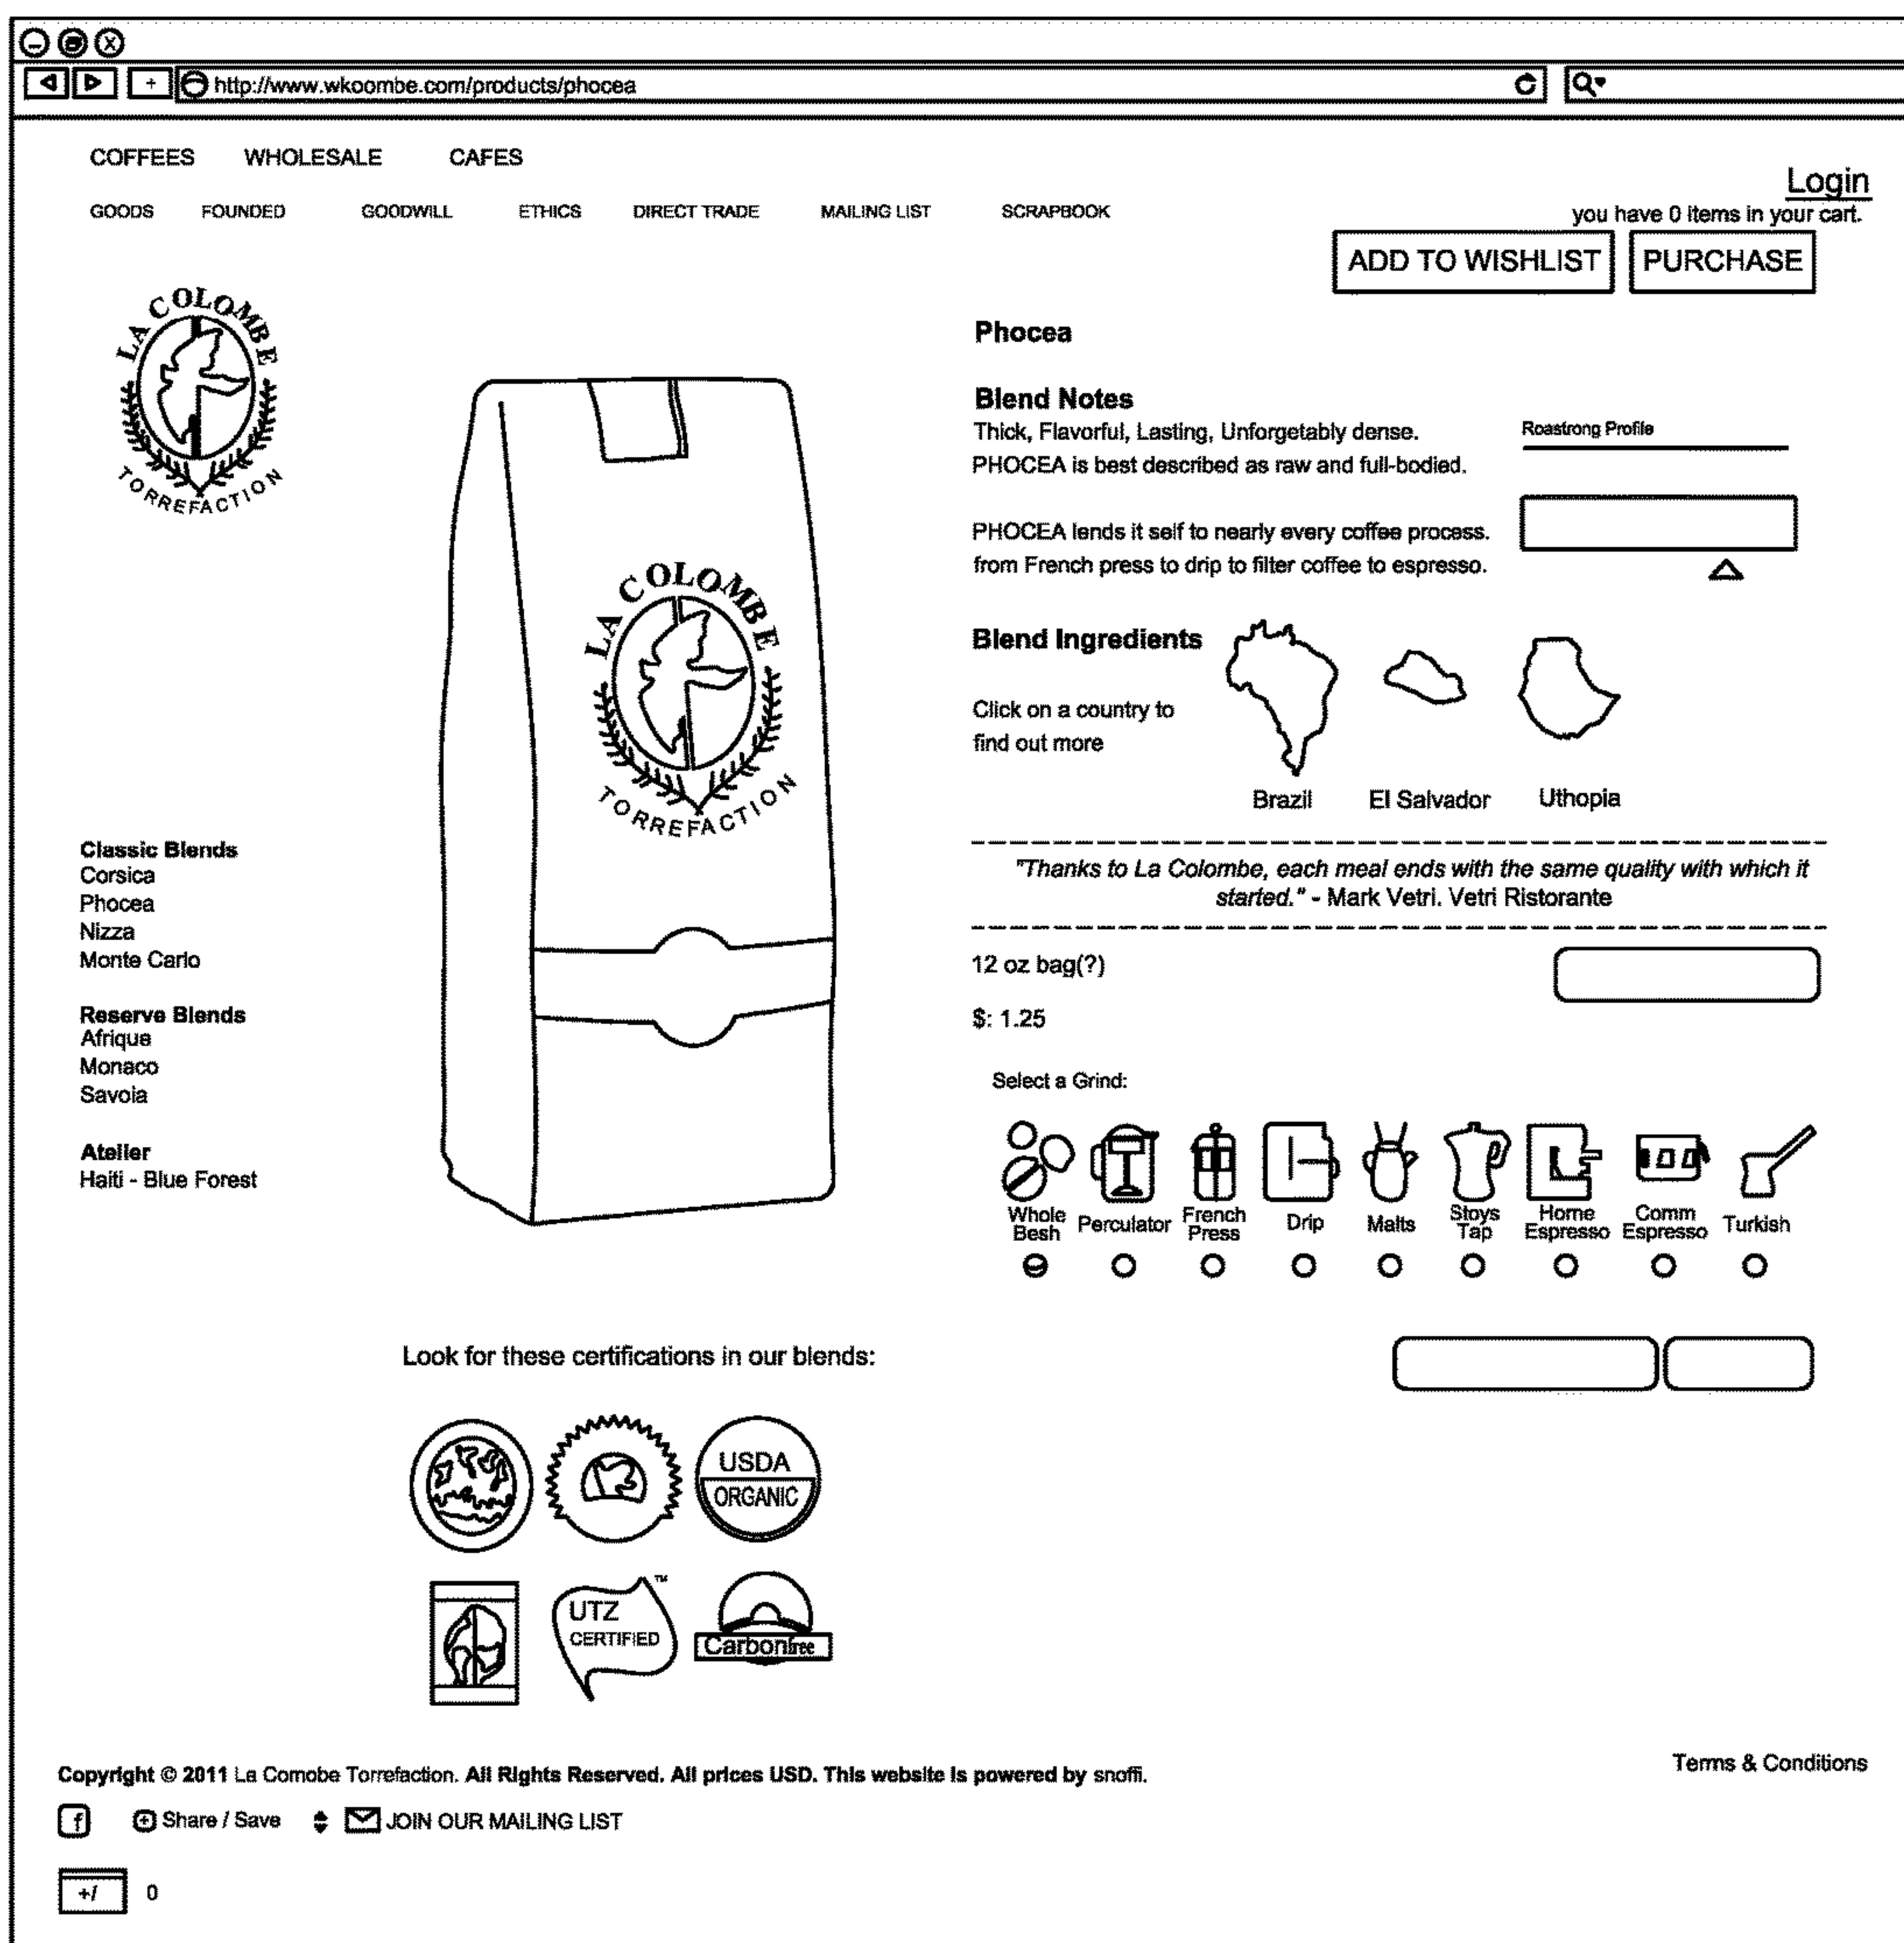 http://www.wkoombe.com/products/phocea
COFFEES WHOLESALE CAFES
Login
GOODS FOUNDED GOODWILL ETHICS DIRECT TRADE MAILING LIST SCRAPBOOK
you have 0 items in your cart.
ADD TO WISHLIST PURCHASE
LA COLOMBE
TORREFACTION
LA COLOMBE
TORREFACTION
Phocea
Blend Notes
Thick, Flavorful, Lasting, Unforgetably dense.
PHOCEA is best described as raw and full-bodied.
Roastrong Profile
PHOCEA lends it self to nearly every coffee process.
from French press to drip to filter coffee to espresso.
Blend Ingredients
Click on a country to
find out more
Brazil El Salvador Uthopia
"Thanks to La Colombe, each meal ends with the same quality with which it
started." - Mark Vetri. Vetri Ristorante
12 oz bag(?)
$: 1.25
Select a Grind:
Whole
Besh
Perculator
French
Press
Drip
Malts
Stoys
Tap
Home
Espresso
Comm
Espresso
Turkish
Classic Blends
Corsica
Phocea
Nizza
Monte Carlo
Reserve Blends
Afrique
Monaco
Savoia
Atelier
Haiti - Blue Forest
Look for these certifications in our blends:
USDA
ORGANIC
UTZ
CERTIFIED
TM
Carbonfree
Terms & Conditions
Copyright © 2011 La Comobe Torrefaction. All Rights Reserved. All prices USD. This website is powered by snoffi.
f Share / Save JOIN OUR MAILING LIST
+/ 0